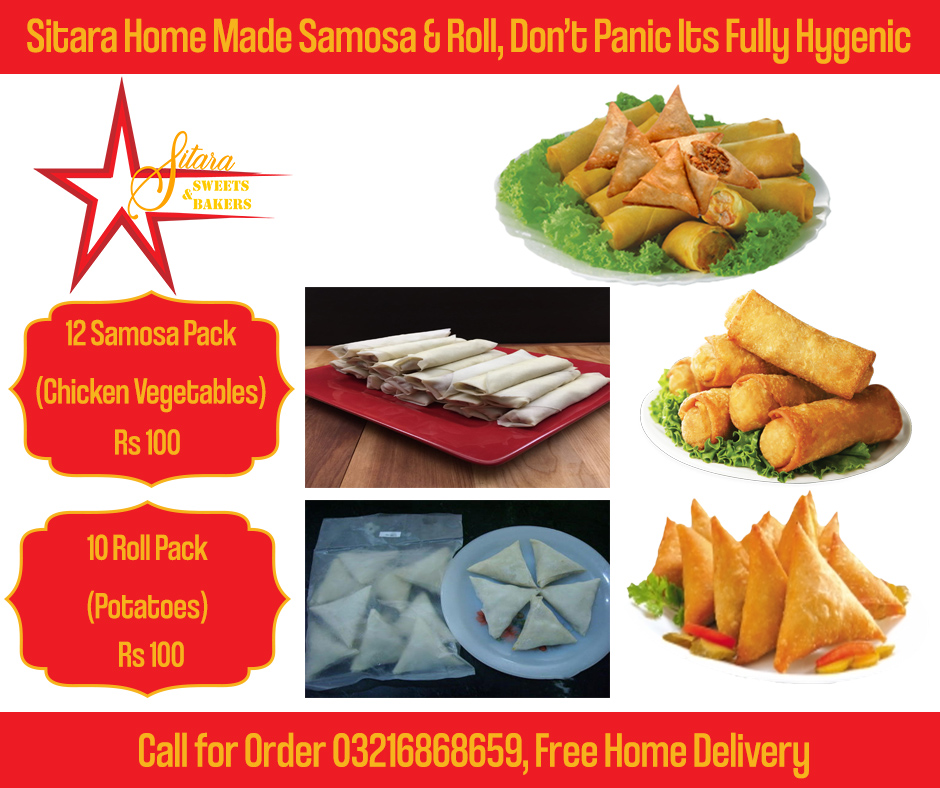 Sitara Home Made Samosa & Roll, Don’t Panic Its Fully Hygenic
Sitara
SWEETS
&
BAKERS
12 Samosa Pack
(Chicken Vegetables)
Rs 100
10 Roll Pack
(Potatoes)
Rs 100
Call for Order 03216868659, Free Home Delivery